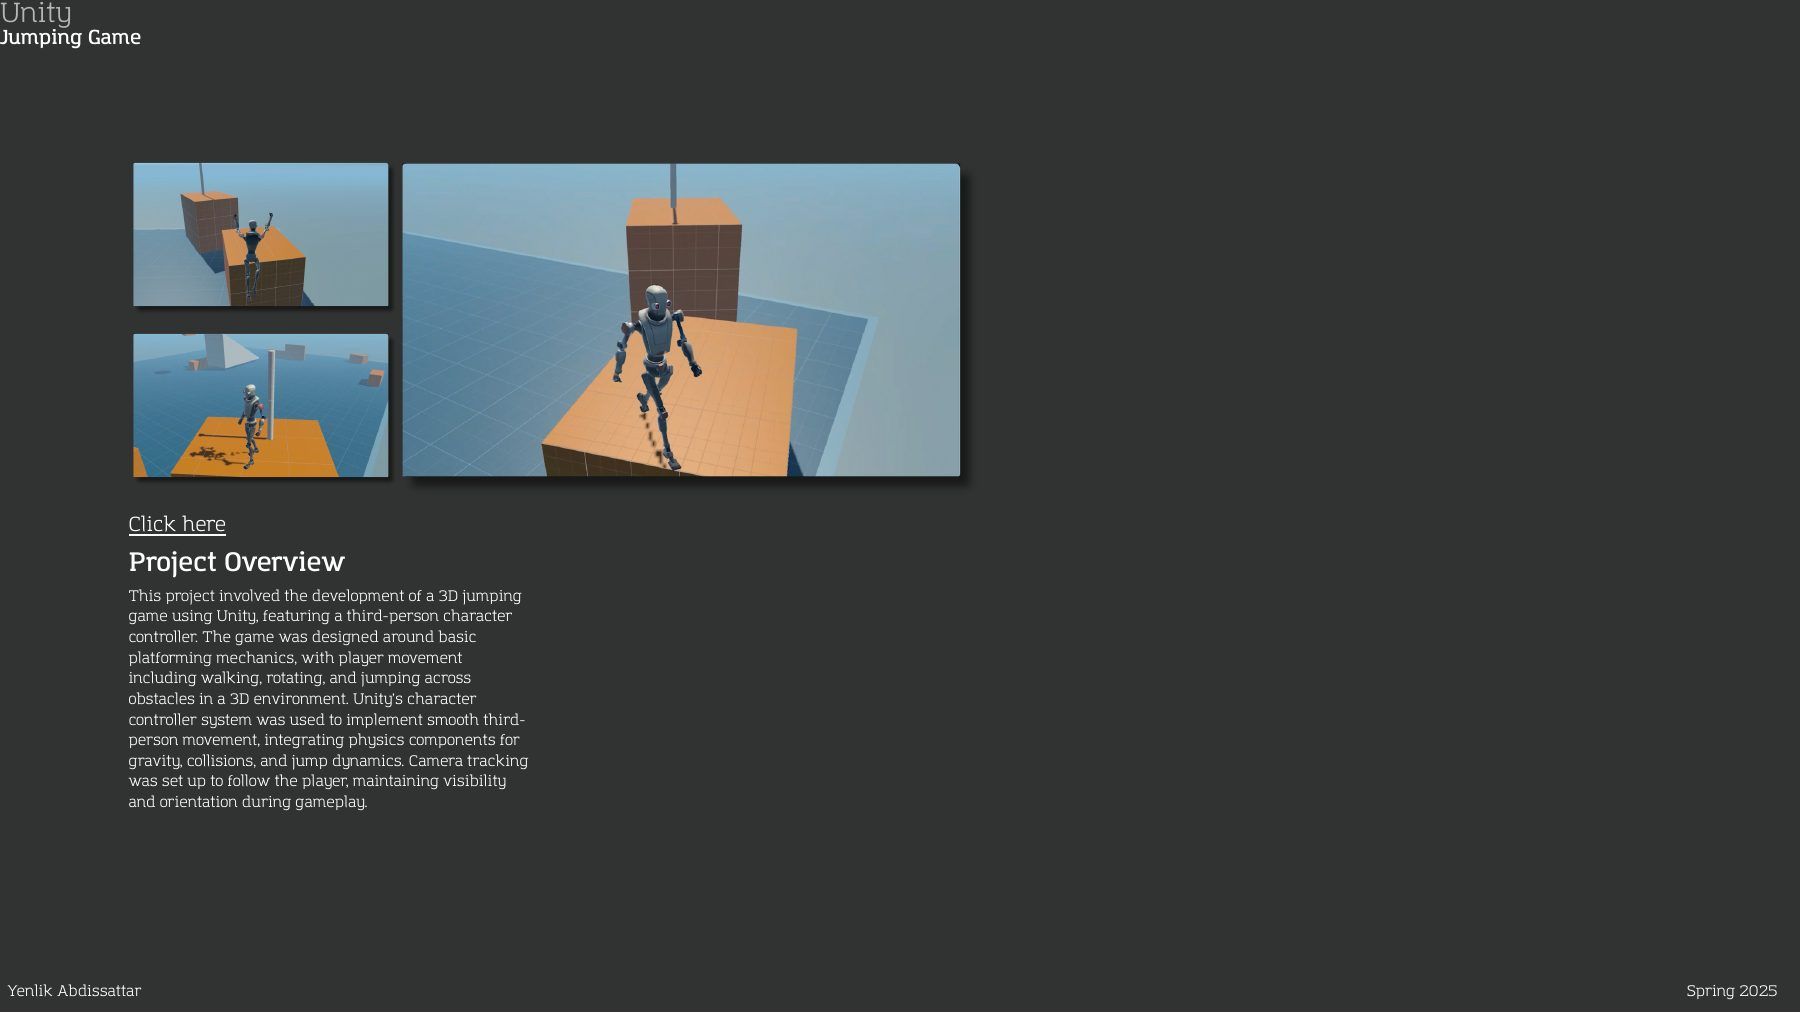 Unity
Jumping Game
Click here
Project Overview
This project involved the development of a 3D jumping
game using Unity, featuring a third-person character
controller. The game was designed around basic
platforming mechanics, with player movement
including walking, rotating, and jumping across
obstacles in a 3D environment. Unity's character
controller system was used to implement smooth third-
person movement, integrating physics components for
gravity, collisions, and jump dynamics. Camera tracking
was set up to follow the player, maintaining visibility
and orientation during gameplay.
Yenlik Abdissattar
Spring 2025